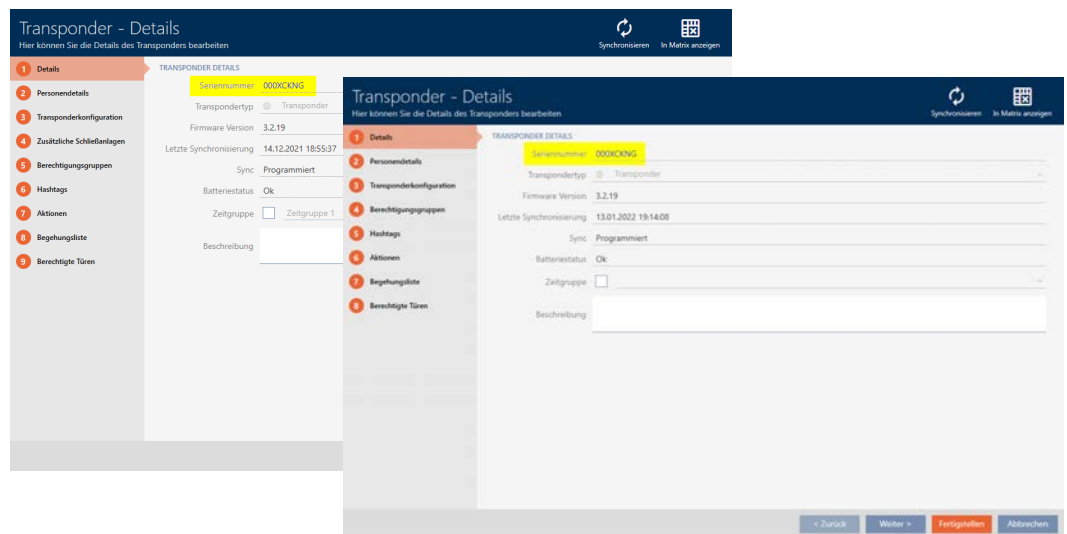 Transponder - Details
Hier können Sie die Details des Transponders bearbeiten
Synchronisieren
In Matrix anzeigen
1 Details
2 Personendetails
3 Transponderkonfiguration
4 Zusätzliche Schließanlagen
5 Berechtigungsgruppen
6 Hashtags
7 Aktionen
8 Begehungsliste
9 Berechtigte Türen
TRANSPONDER DETAILS
Seriennummer 000XCKNG
Transpondertyp Transponder
Firmware Version 3.2.19
Letzte Synchronisierung 14.12.2021 18:55:37
Sync Programmiert
Batteriestatus Ok
Zeitgruppe Zeitgruppe 1
Beschreibung
Transponder - Details
Hier können Sie die Details des Transponders bearbeiten
Synchronisieren
In Matrix anzeigen
1 Details
2 Personendetails
3 Transponderkonfiguration
4 Berechtigungsgruppen
5 Hashtags
6 Aktionen
7 Begehungsliste
8 Berechtigte Türen
TRANSPONDER DETAILS
Seriennummer 000XCKNG
Transpondertyp Transponder
Firmware Version 3.2.19
Letzte Synchronisierung 13.01.2022 19:14:08
Sync Programmiert
Batteriestatus Ok
Zeitgruppe
Beschreibung
< Zurück
Weiter >
Fertigstellen
Abbrechen